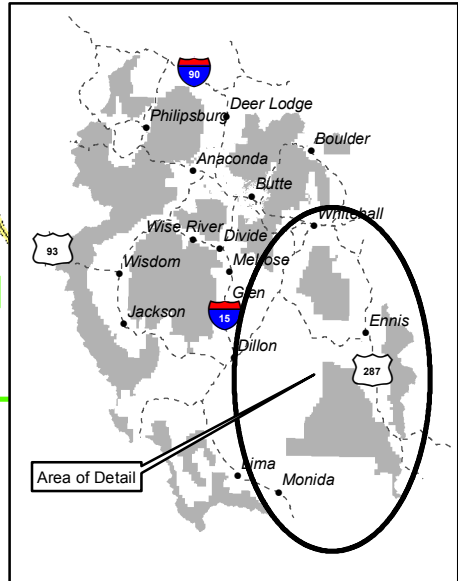 90
Deer Lodge
Philipsburg
Boulder
Anaconda
Butte
Whitehall
Wise River
Divide
93
Melrose
Wisdom
Glen
15
Jackson
Ennis
Dillon
287
Area of Detail
Lima
Monida